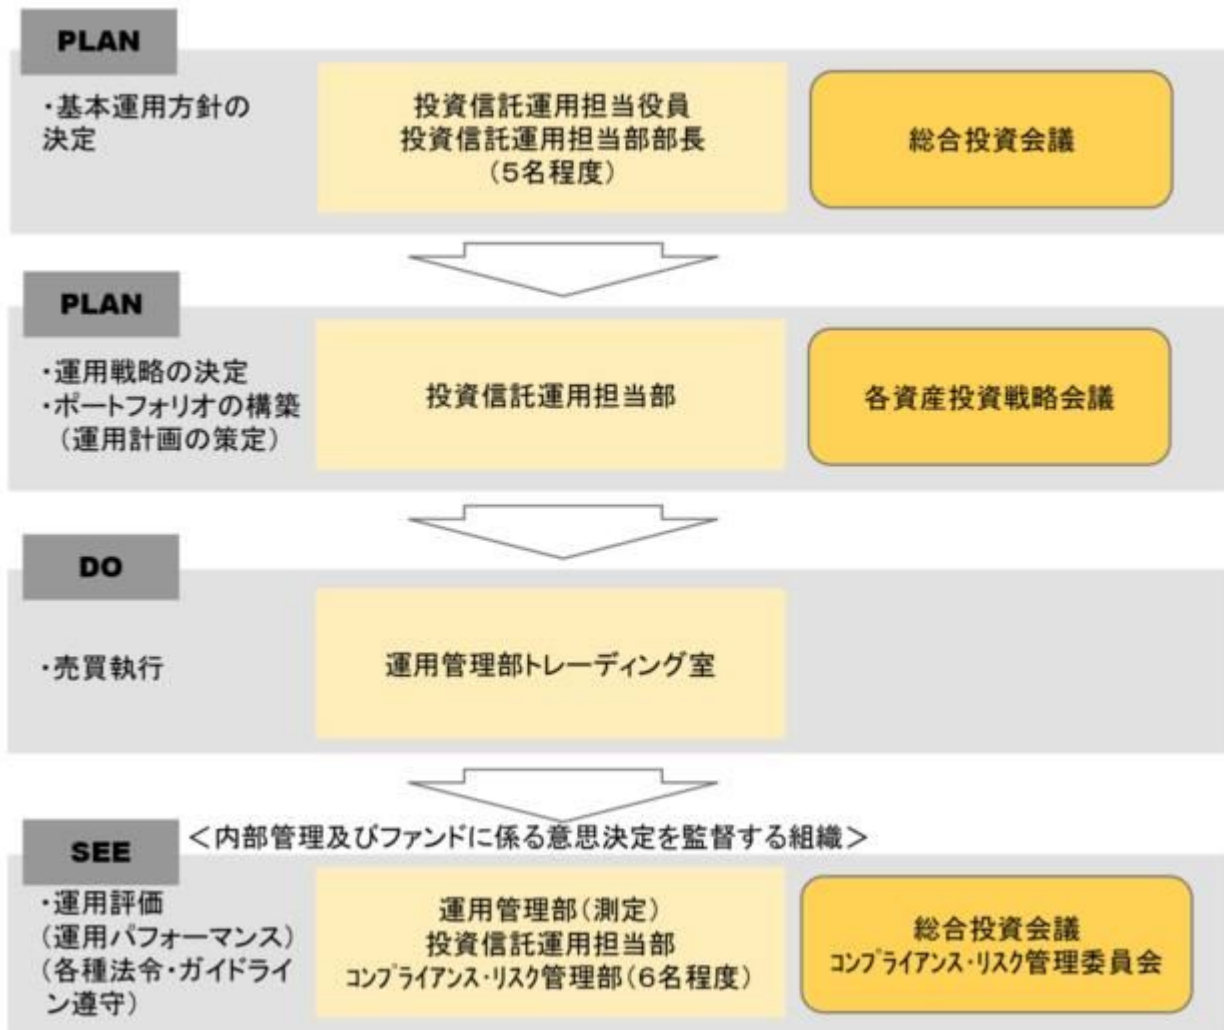 PLAN
・基本運用方針の
決定
投資信託運用担当役員
投資信託運用担当部部長
(5名程度)
総合投資会議
PLAN
・運用戦略の決定
・ポートフォリオの構築
(運用計画の策定)
投資信託運用担当部
各資産投資戦略会議
DO
・売買執行
運用管理部トレーディング室
SEE
＜内部管理及びファンドに係る意思決定を監督する組織＞
・運用評価
(運用パフォーマンス)
(各種法令・ガイドライ
ン遵守)
運用管理部(測定)
投資信託運用担当部
コンプライアンス・リスク管理部(6名程度)
総合投資会議
コンプライアンス・リスク管理委員会